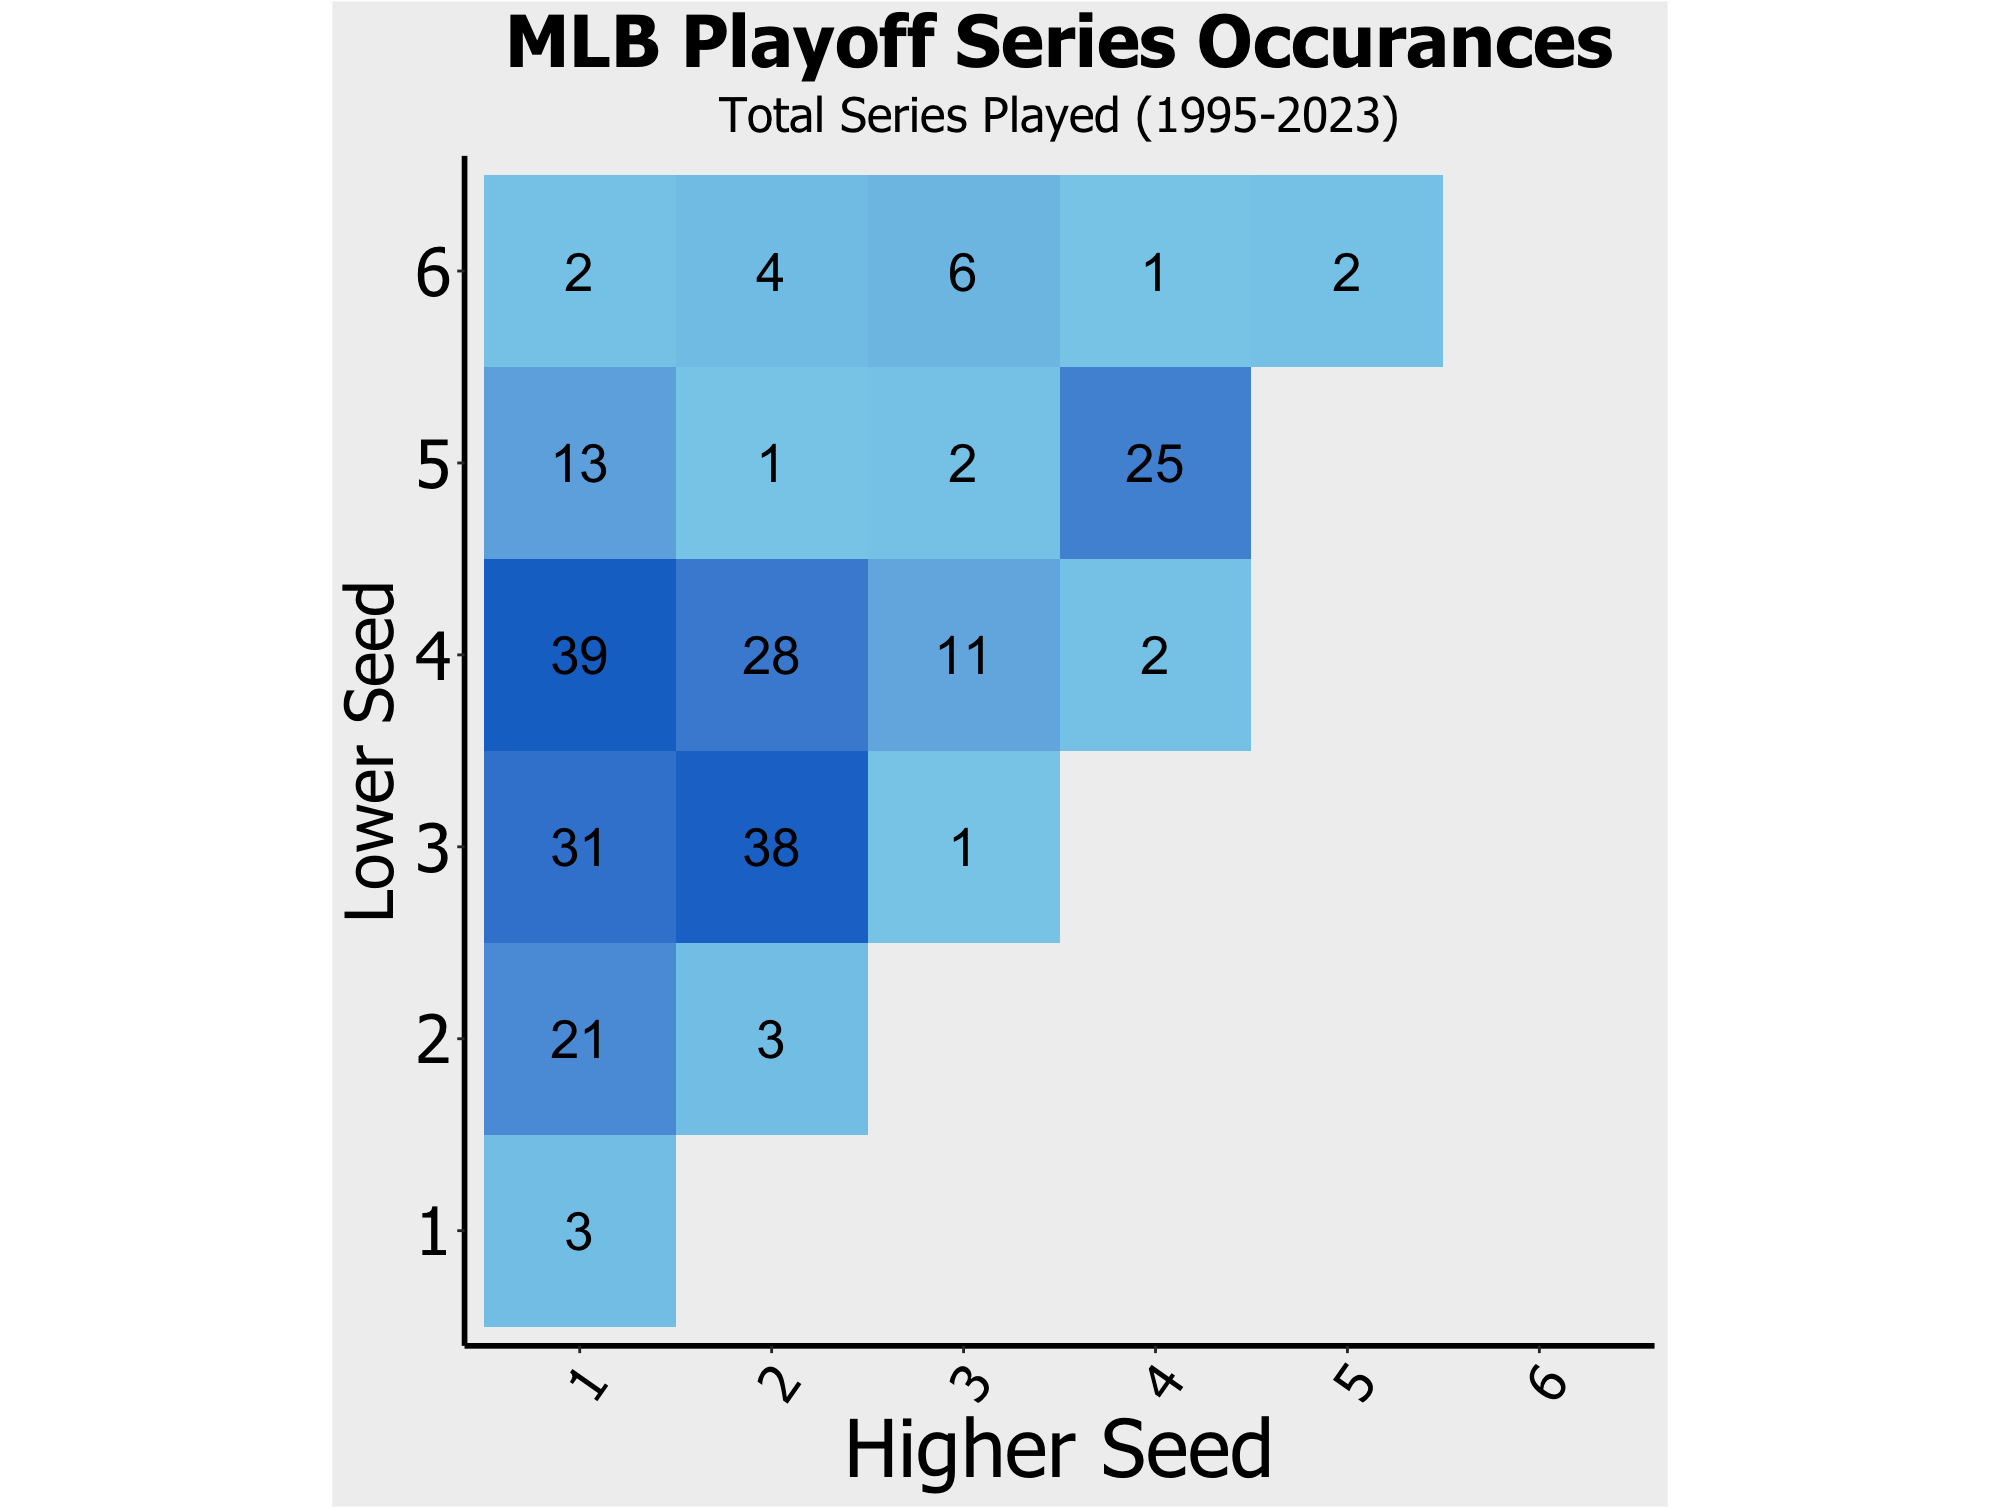 MLB Playoff Series Occurances
Total Series Played (1995-2023)
Lower Seed
6 2 4 6 1 2
5 13 1 2 25
4 39 28 11 2
3 31 38 1
2 21 3
1 3
1 2 3 4 5 6
Higher Seed